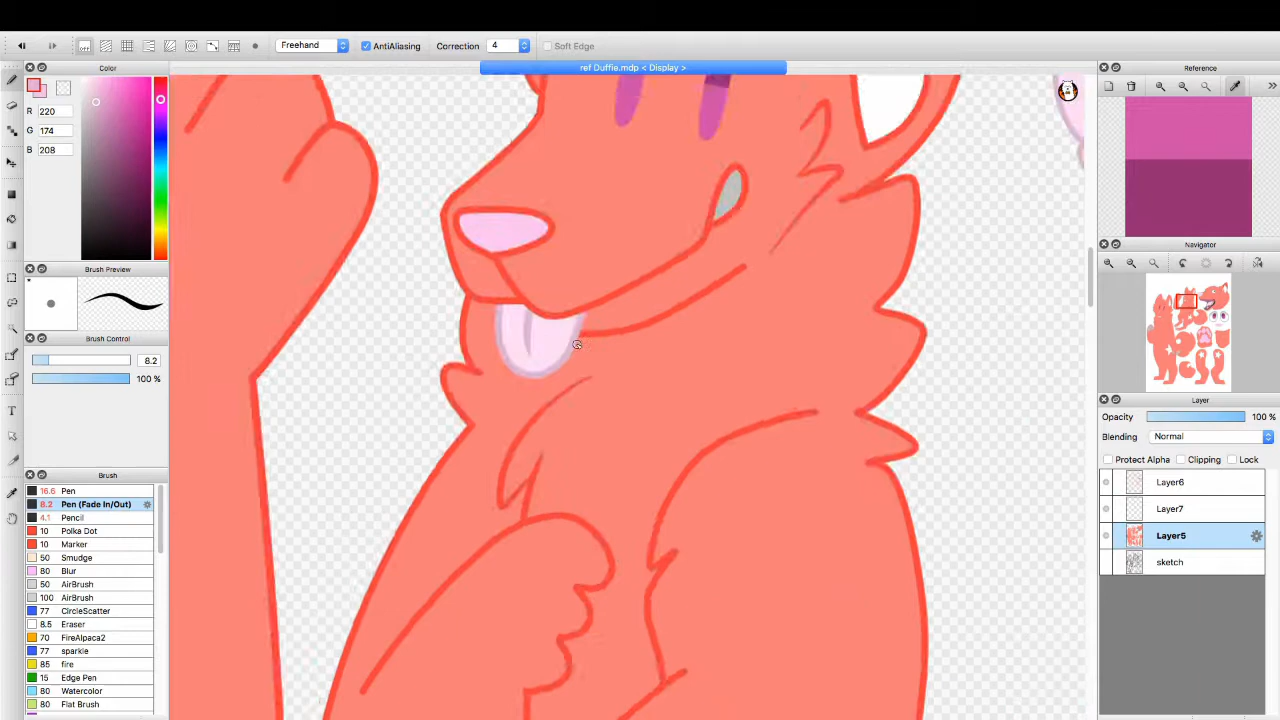 Freehand AntiAliasing Correction 4 Soft Edge
Color
ref Duffie.mdp < Display >
Reference
R 220
G 174
B 208
Navigator
Brush Preview
Brush Control
8.2
100 %
Layer
Opacity 100 %
Blending Normal
Protect Alpha Clipping Lock
Layer6
Layer7
Layer5
sketch
Brush
16.6 Pen
8.2 Pen (Fade In/Out)
4.1 Pencil
10 Polka Dot
10 Marker
50 Smudge
80 Blur
50 AirBrush
100 AirBrush
77 CircleScatter
8.5 Eraser
70 FireAlpaca2
77 sparkle
85 fire
15 Edge Pen
80 Watercolor
80 Flat Brush
T